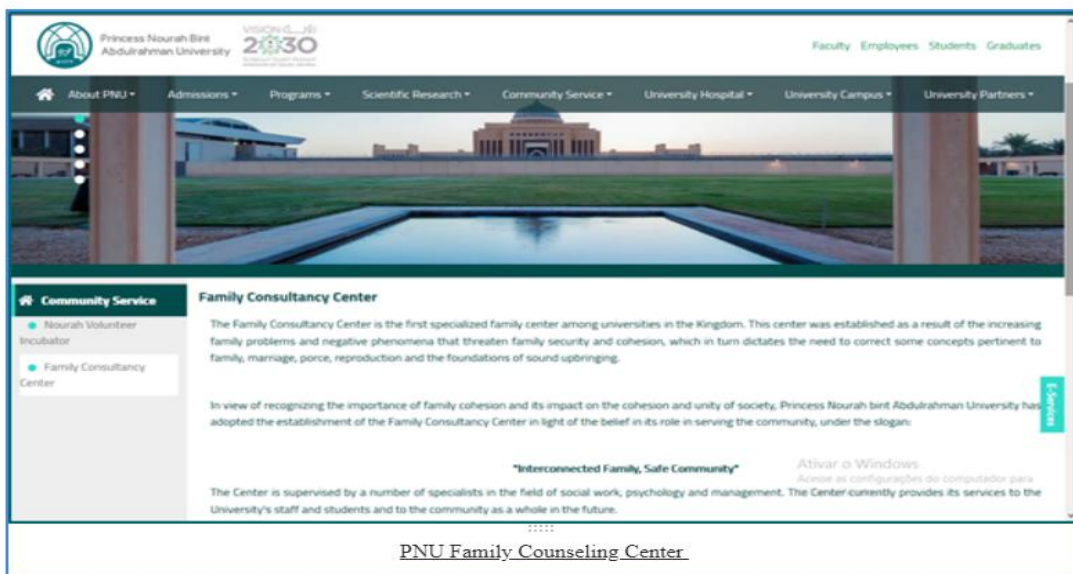 Princess Nourah Bint
Abdulrahman University
VISION
2030
Faculty Employees Students Graduates
About PNU Admissions Programs Scientific Research Community Service University Hospital University Campus University Partners
Community Service
Nourah Volunteer
Incubator
Family Consultancy
Center
Family Consultancy Center
The Family Consultancy Center is the first specialized family center among universities in the Kingdom. This center was established as a result of the increasing
family problems and negative phenomena that threaten family security and cohesion, which in turn dictates the need to correct some concepts pertinent to
family, marriage, porce, reproduction and the foundations of sound upbringing.
In view of recognizing the importance of family cohesion and its impact on the cohesion and unity of society, Princess Nourah bint Abdulrahman University has
adopted the establishment of the Family Consultancy Center in light of the belief in its role in serving the community, under the slogan:
"Interconnected Family, Safe Community"
The Center is supervised by a number of specialists in the field of social work, psychology and management. The Center currently provides its services to the
University's staff and students and to the community as a whole in the future.
E-Services
Ativar o Windows
Acesse as configurações do computador para
PNU Family Counseling Center